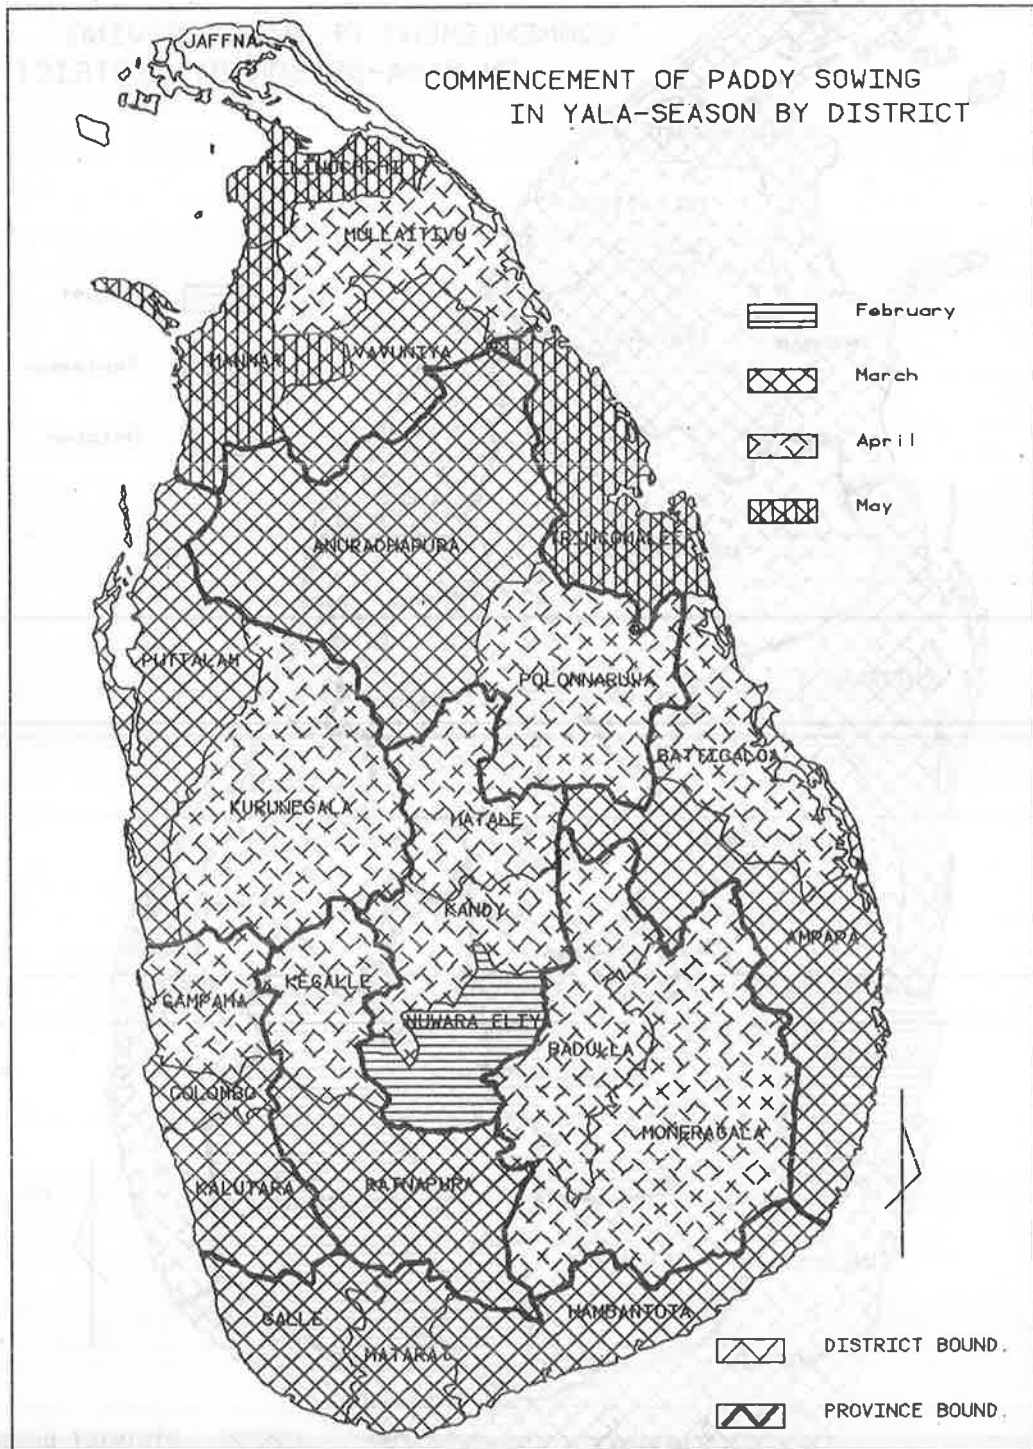 JAFFNA
COMMENCEMENT OF PADDY SOWING
IN YALA-SEASON BY DISTRICT
MULLAITIVU
February
VAVUNIYA
MANNAR
March
April
May
ANURADHAPURA
PUTTALAM
POLONNARUWA
BATTICALOA
KURUNEGALA
MATALE
KANDY
AMPARA
KEGALLE
GAMPAHA
NUWARA ELIYA
BADULLA
COLOMBO
MONERAGALA
KALUTARA
RATNAPURA
HAMBANTOTA
GALLE
MATARA
DISTRICT BOUND.
PROVINCE BOUND.